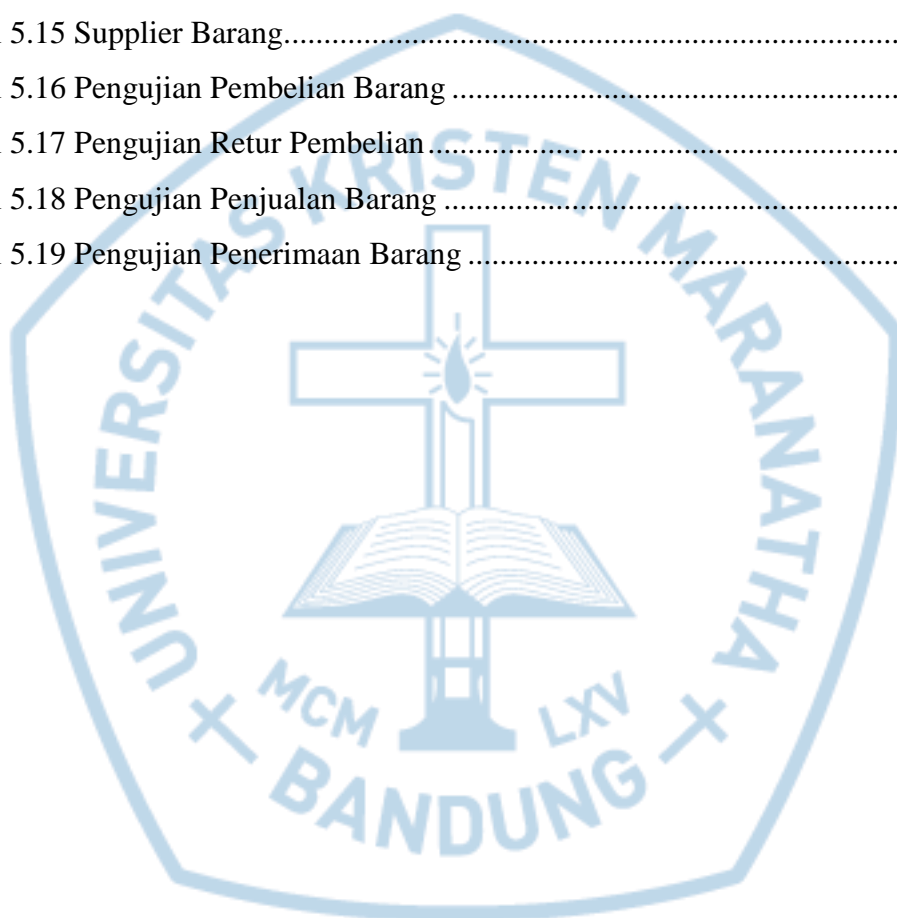 5.15 Supplier Barang............................................................................
5.16 Pengujian Pembelian Barang ........................................................
5.17 Pengujian Retur Pembelian...........................................................
5.18 Pengujian Penjualan Barang .........................................................
5.19 Pengujian Penerimaan Barang ......................................................
UNIVERSITAS KRISTEN MARANATHA
MCM LXV
BANDUNG